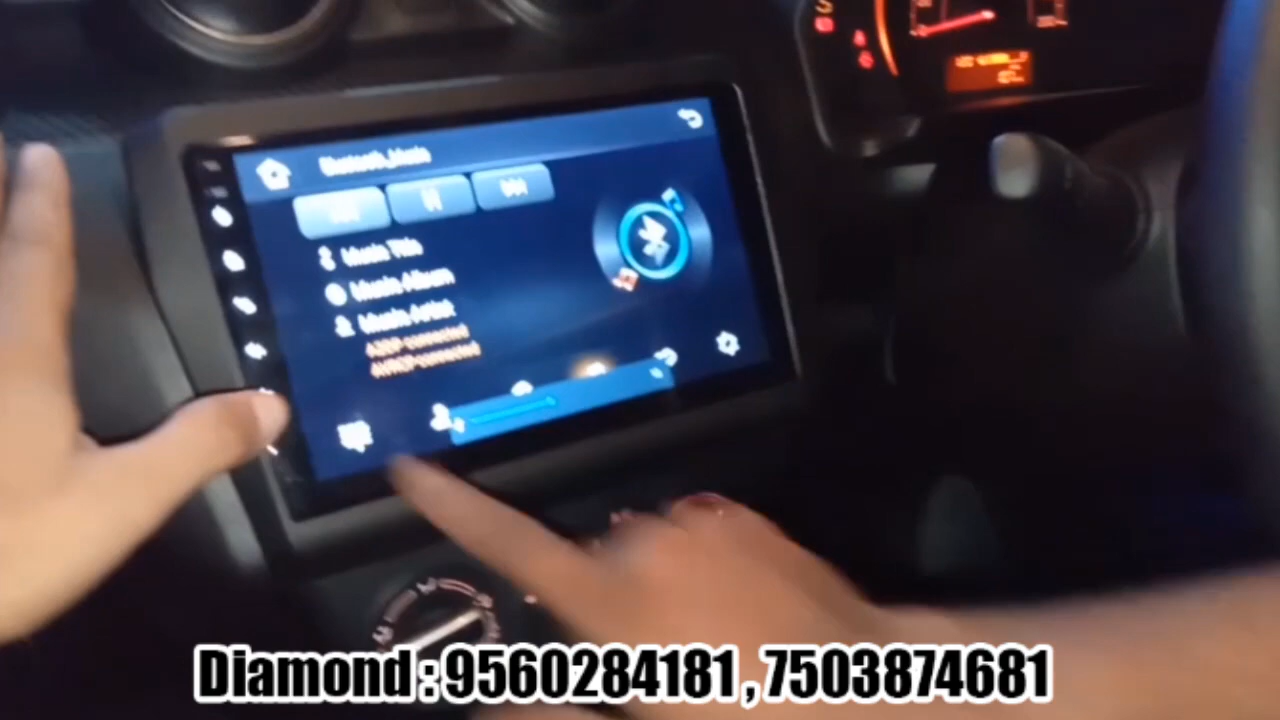 Bluetooth Music
Music Title
Music Album
Music Artist
A2DP connected
AVRCP connected
Diamond : 9560284181 , 7503874681